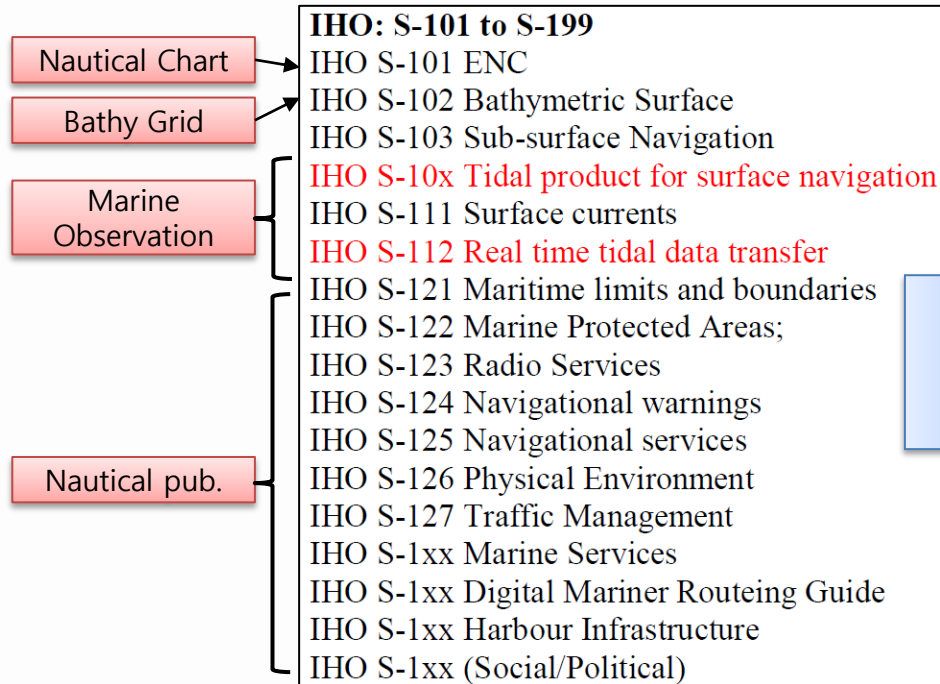 Nautical Chart
Bathy Grid
Marine
Observation
Nautical pub.
IHO: S-101 to S-199
IHO S-101 ENC
IHO S-102 Bathymetric Surface
IHO S-103 Sub-surface Navigation
IHO S-10x Tidal product for surface navigation
IHO S-111 Surface currents
IHO S-112 Real time tidal data transfer
IHO S-121 Maritime limits and boundaries
IHO S-122 Marine Protected Areas;
IHO S-123 Radio Services
IHO S-124 Navigational warnings
IHO S-125 Navigational services
IHO S-126 Physical Environment
IHO S-127 Traffic Management
IHO S-1xx Marine Services
IHO S-1xx Digital Mariner Routeing Guide
IHO S-1xx Harbour Infrastructure
IHO S-1xx (Social/Political)